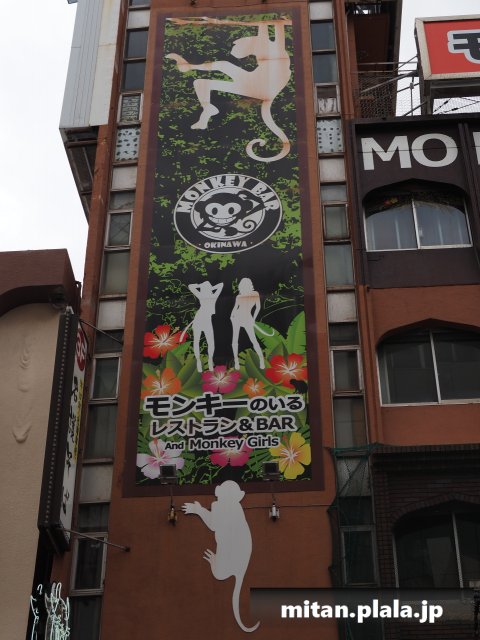 モ
MO
MONKEY BAR
OKINAWA
モンキーのいる
レストラン&BAR
And Monkey Girls
mitan.plala.jp